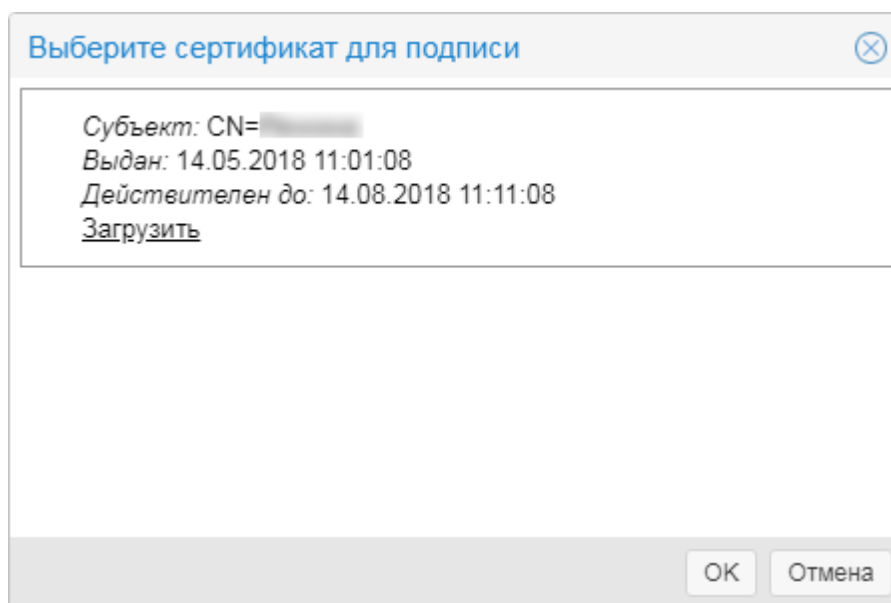 Выберите сертификат для подписи
Субъект: CN=
Выдан: 14.05.2018 11:01:08
Действителен до: 14.08.2018 11:11:08
Загрузить
OK Отмена